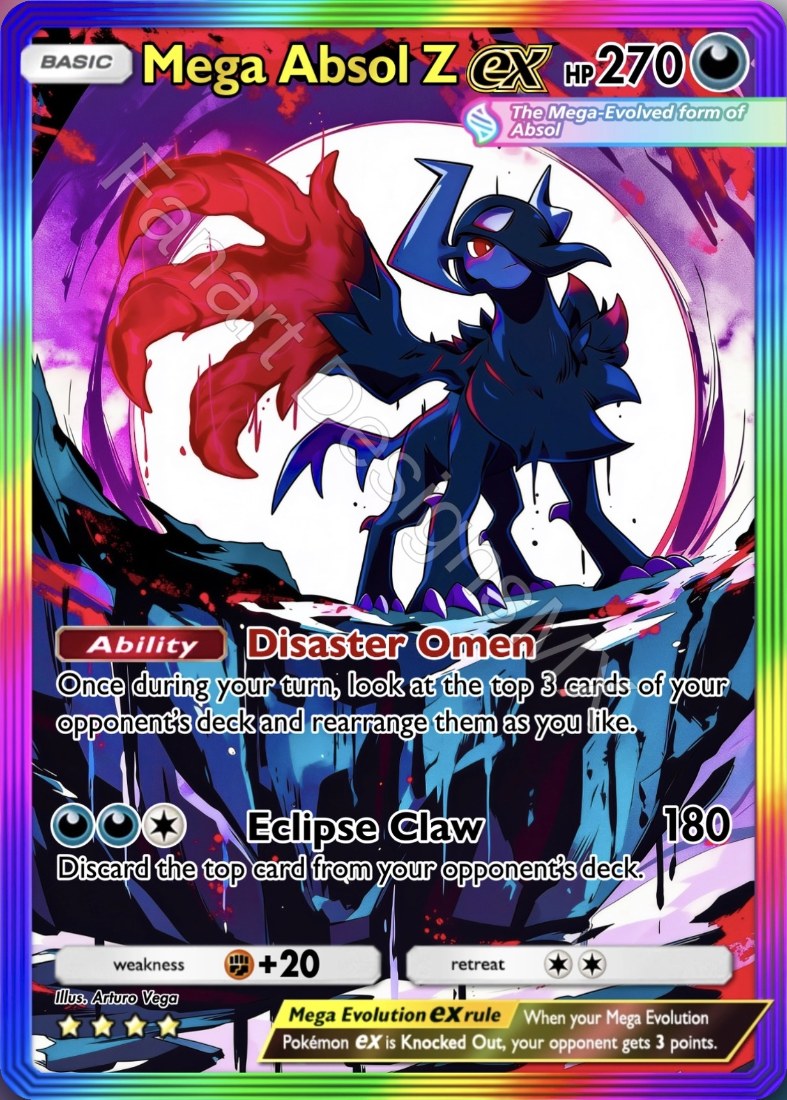 BASIC
Mega Absol Z ex HP 270
The Mega-Evolved form of
Absol
Fanart Designs
Ability Disaster Omen
Once during your turn, look at the top 3 cards of your
opponent's deck and rearrange them as you like.
Eclipse Claw 180
Discard the top card from your opponent's deck.
weakness +20 retreat
Illus. Arturo Vega
Mega Evolution ex rule When your Mega Evolution
Pokémon ex is Knocked Out, your opponent gets 3 points.